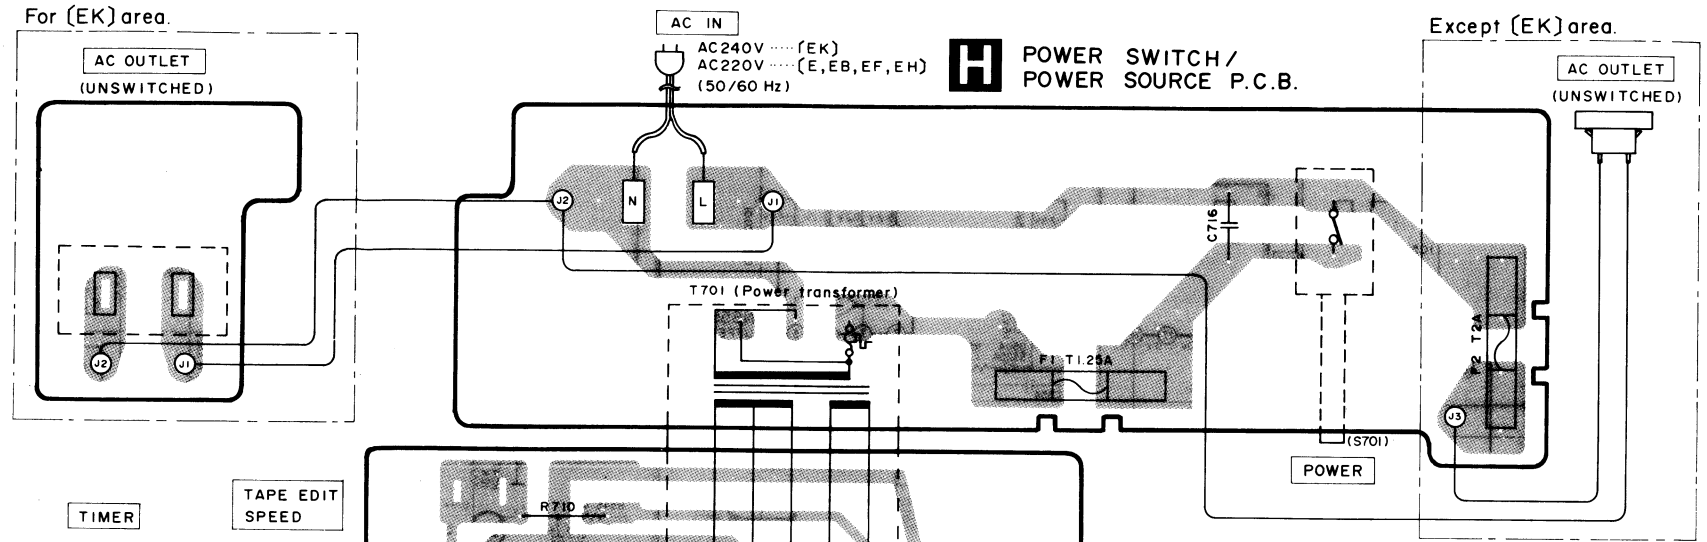 For [EK] area.
AC OUTLET
(UNSWITCHED)
AC IN
AC240V ····· [EK]
AC220V ····· [E,EB,EF,EH]
(50/60 Hz)
H
POWER SWITCH/
POWER SOURCE P.C.B.
Except [EK] area.
AC OUTLET
(UNSWITCHED)
J2
N
L
J1
C716
T701 (Power transformer)
F1 T1.25A
F2 T2A
J2
J1
J3
(S701)
POWER
TIMER
TAPE EDIT
SPEED
R710